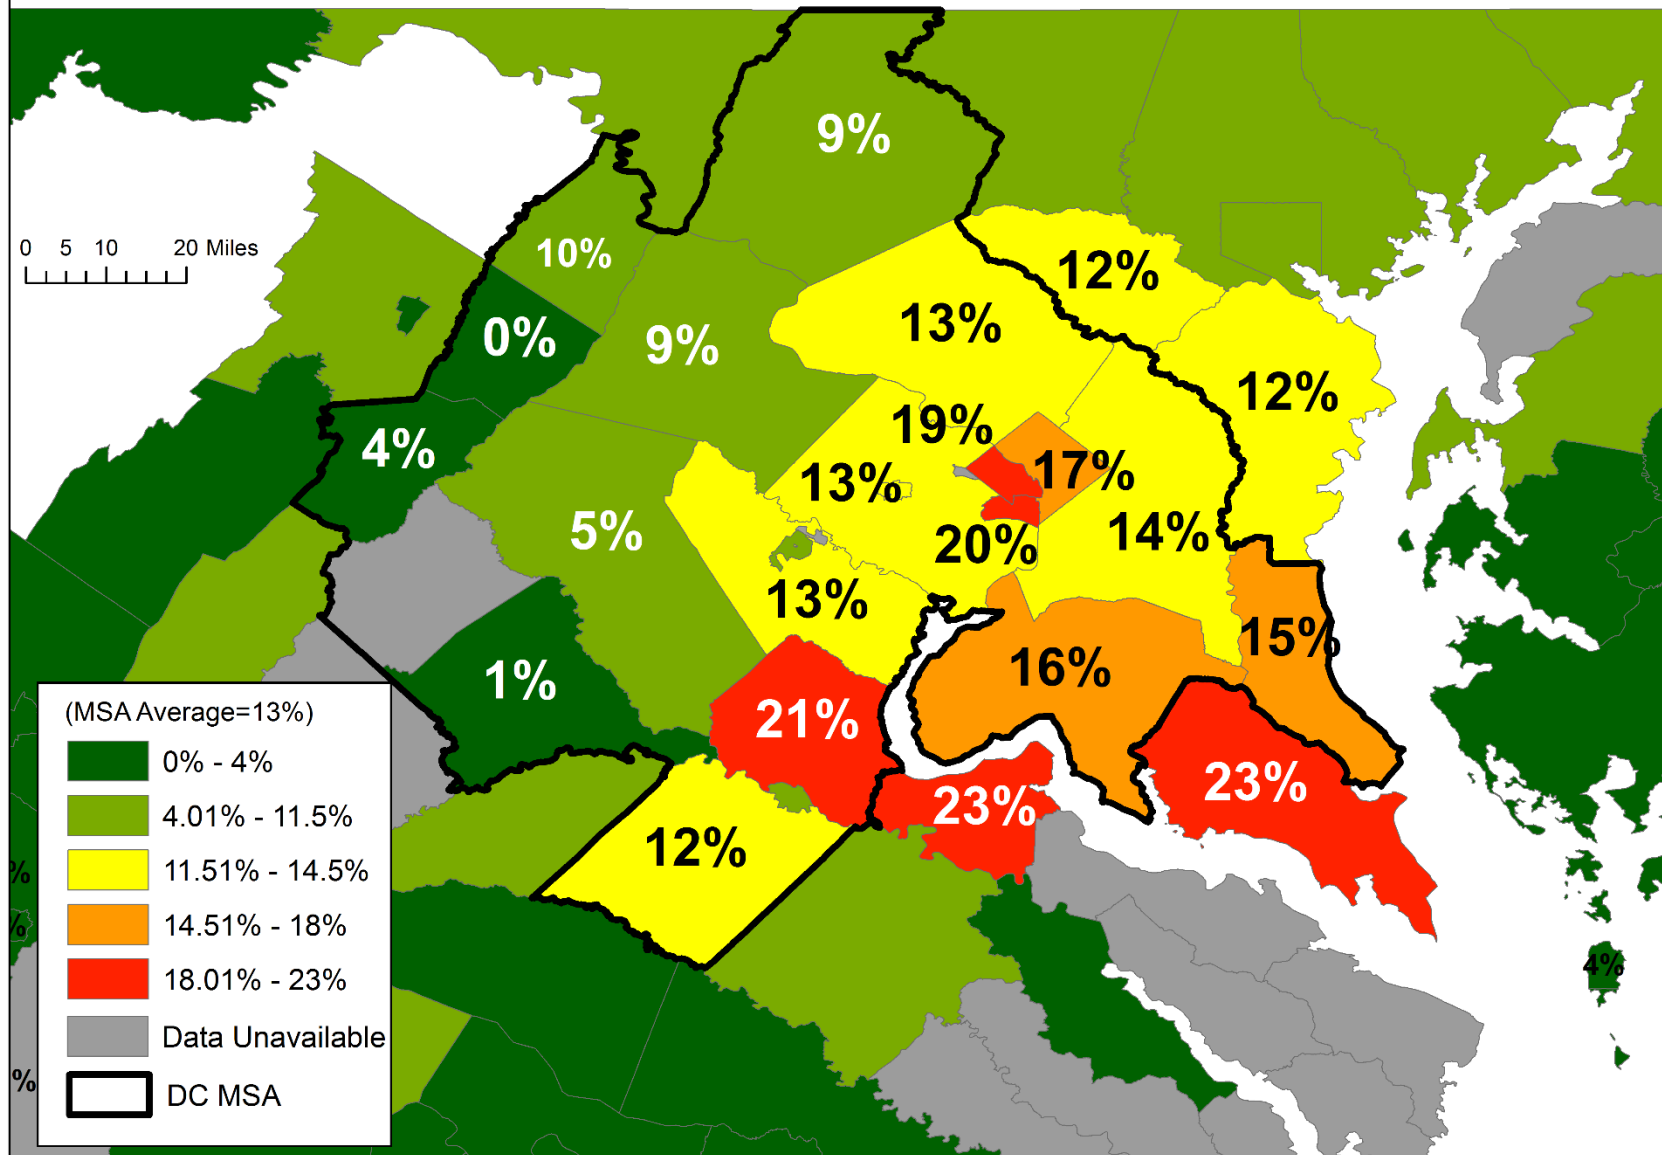 9%
0 5 10 20 Miles
10%
12%
0%
13%
9%
12%
19%
4%
17%
13%
5%
20%
14%
13%
15%
16%
1%
21%
23%
23%
12%
(MSA Average=13%)
0% - 4%
4.01% - 11.5%
11.51% - 14.5%
14.51% - 18%
18.01% - 23%
Data Unavailable
DC MSA
%
%
%
4%